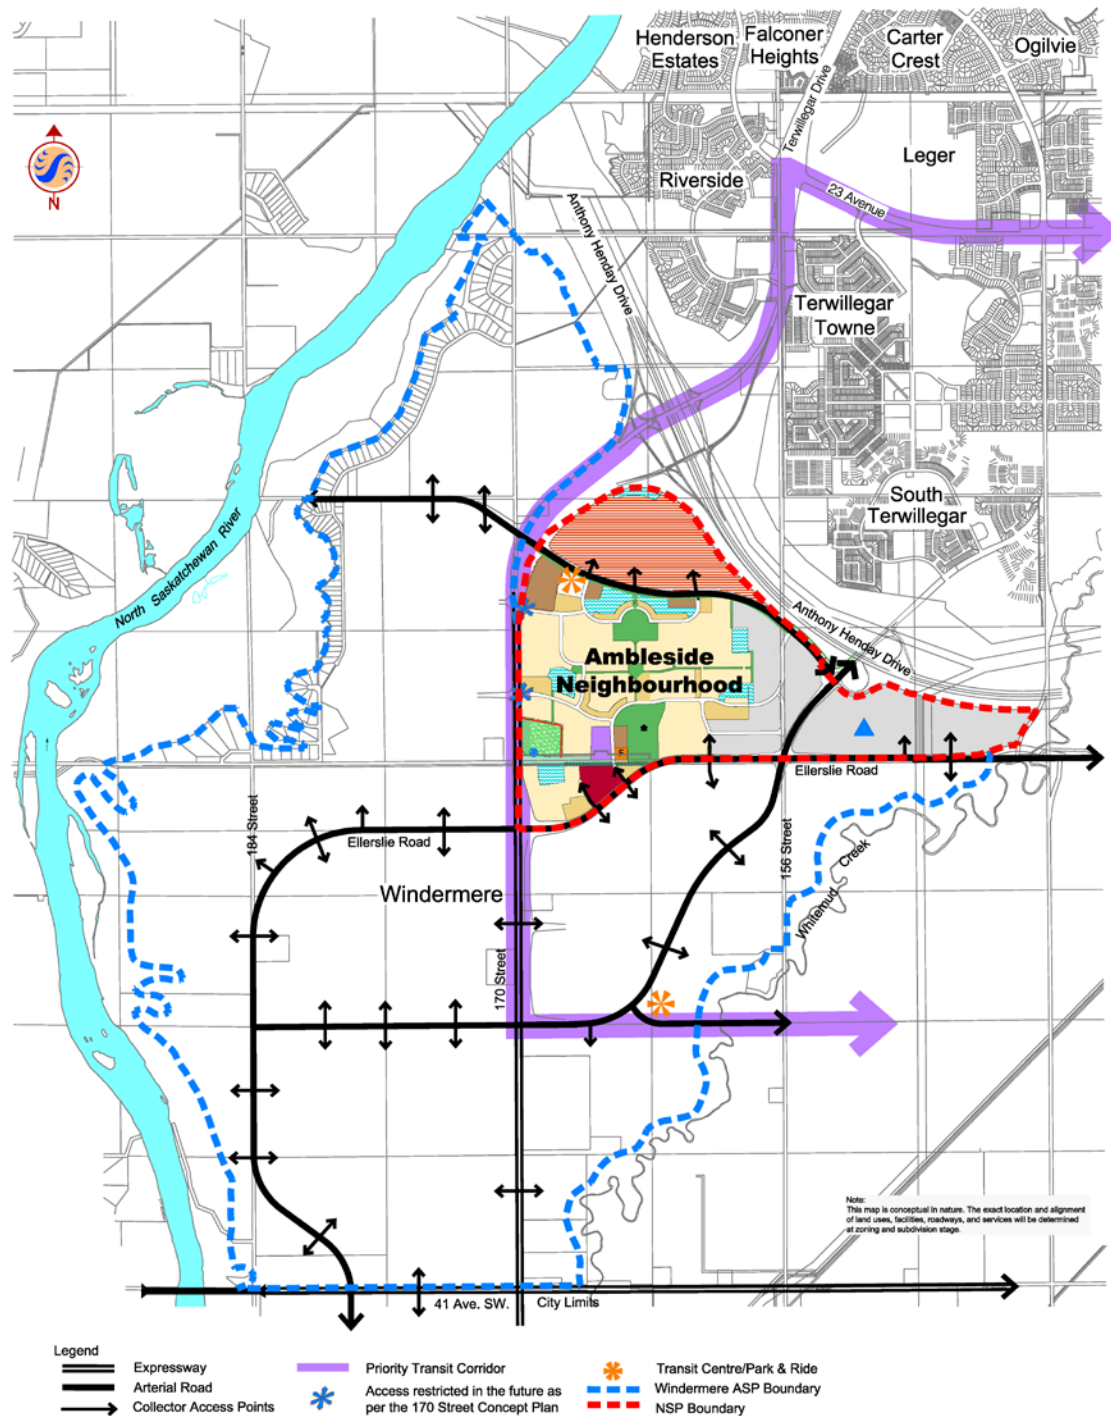 Henderson
Estates
Falconer
Heights
Carter
Crest
Ogilvie
Terwillegar Drive
Leger
Riverside
23 Avenue
N
Anthony Henday Drive
Terwillegar
Towne
South
Terwillegar
North Saskatchewan River
Anthony Henday Drive
Ambleside
Neighbourhood
Ellerslie Road
184 Street
Ellerslie Road
156 Street
Creek
Whitemud
Windermere
170 Street
Note:
This map is conceptual in nature. The exact location and alignment
of land uses, facilities, roadways, and services will be determined
at zoning and subdivision stage.
41 Ave. SW.
City Limits
Legend
Expressway
Arterial Road
Collector Access Points
Priority Transit Corridor
Access restricted in the future as
per the 170 Street Concept Plan
Transit Centre/Park & Ride
Windermere ASP Boundary
NSP Boundary